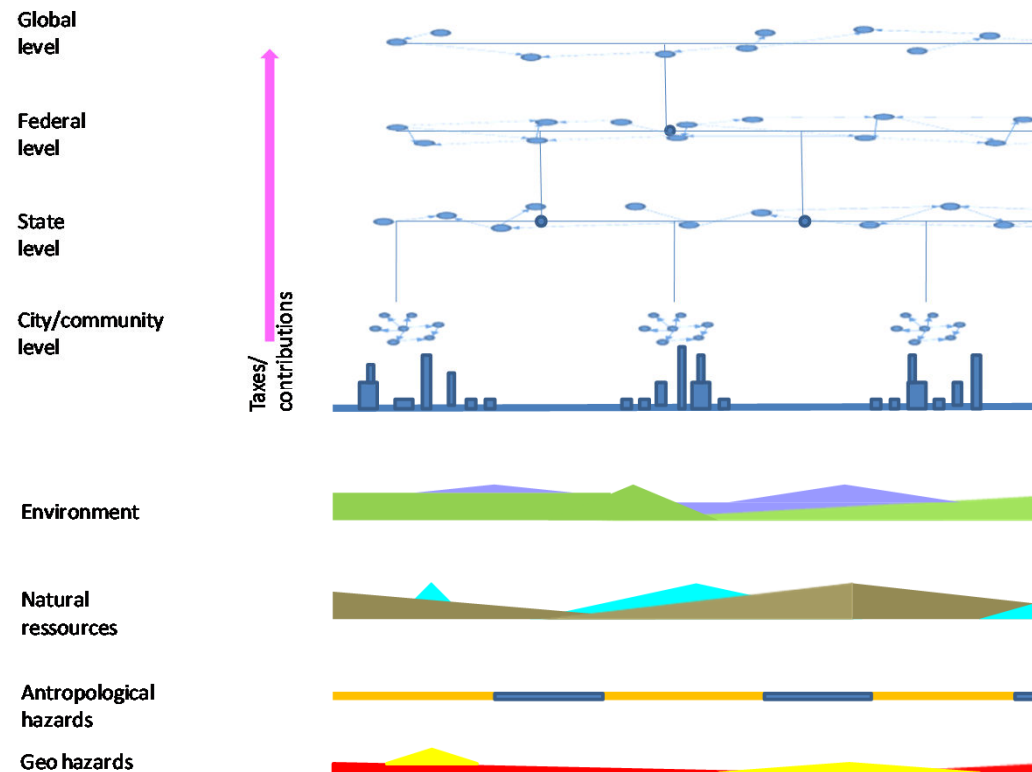 Global
level
Federal
level
State
level
City/community
level
Taxes/
contributions
Environment
Natural
ressources
Antropological
hazards
Geo hazards